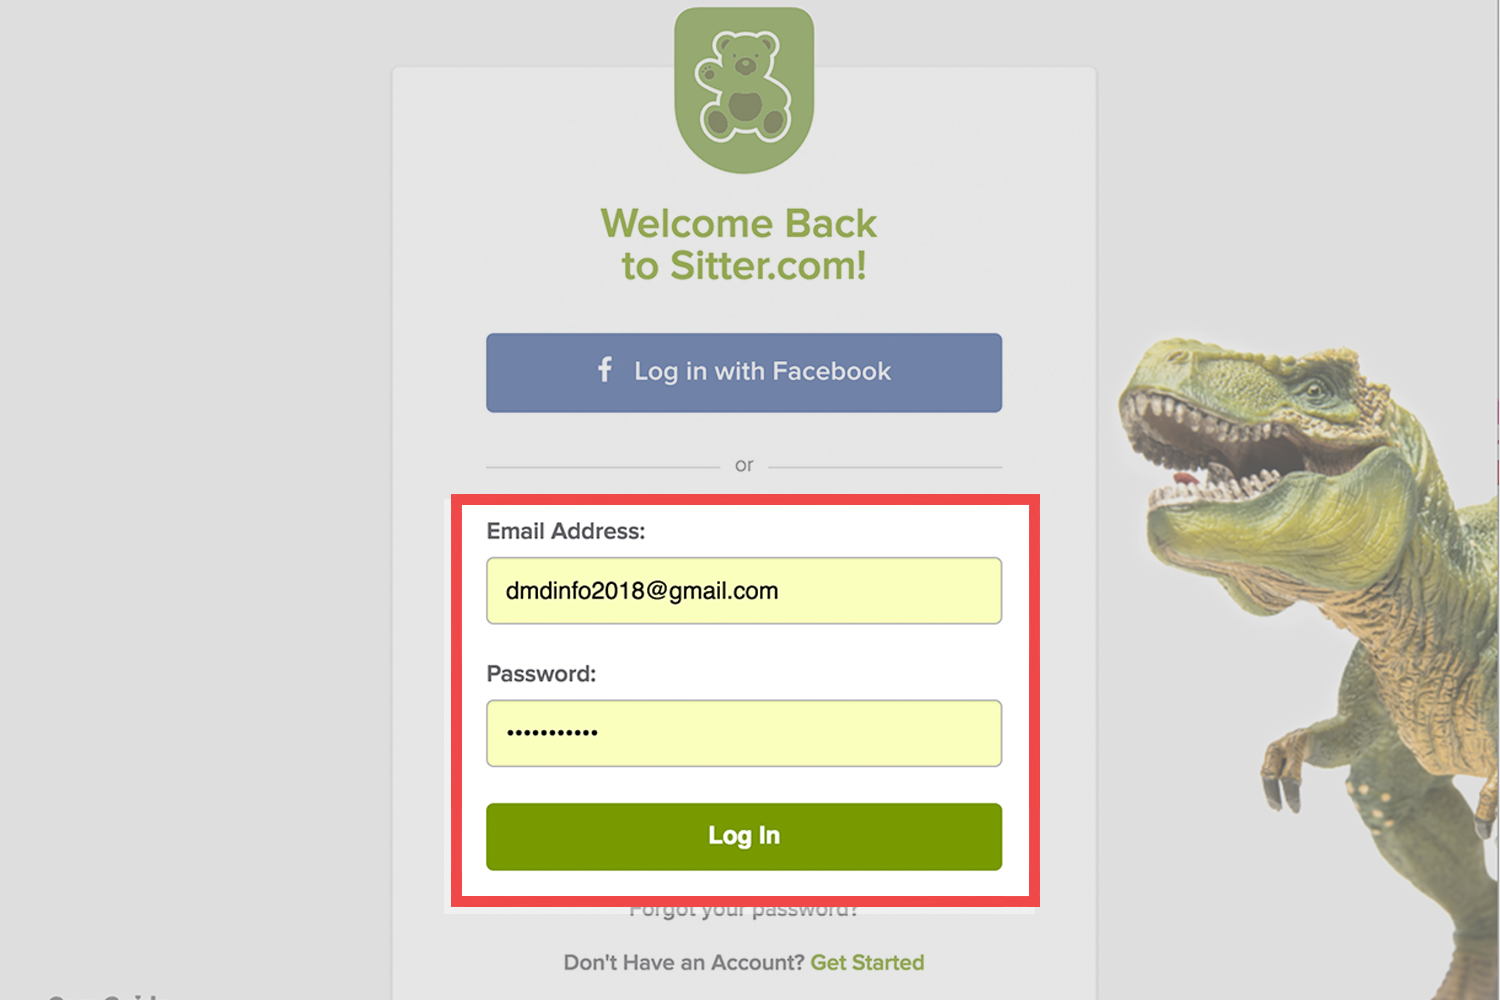 Welcome Back
to Sitter.com!
f Log in with Facebook
or
Email Address:
dmdinfo2018@gmail.com
Password:
•••••••••••
Log In
Forgot your password?
Don't Have an Account? Get Started